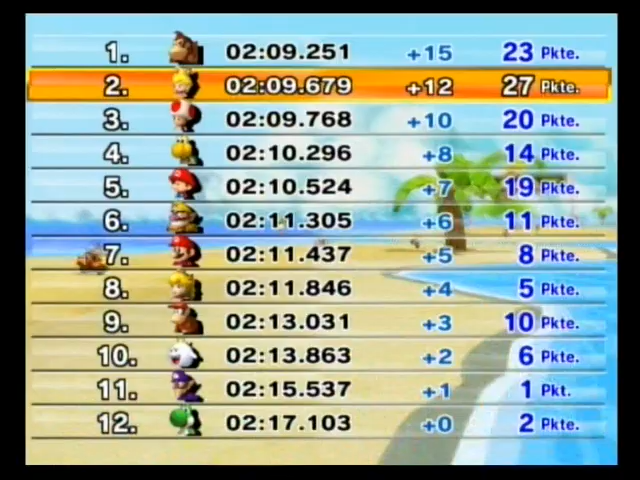 1. 02:09.251 +15 23 Pkte.
2. 02:09.679 +12 27 Pkte.
3. 02:09.768 +10 20 Pkte.
4. 02:10.296 +8 14 Pkte.
5. 02:10.524 +7 19 Pkte.
6. 02:11.305 +6 11 Pkte.
7. 02:11.437 +5 8 Pkte.
8. 02:11.846 +4 5 Pkte.
9. 02:13.031 +3 10 Pkte.
10. 02:13.863 +2 6 Pkte.
11. 02:15.537 +1 1 Pkt.
12. 02:17.103 +0 2 Pkte.